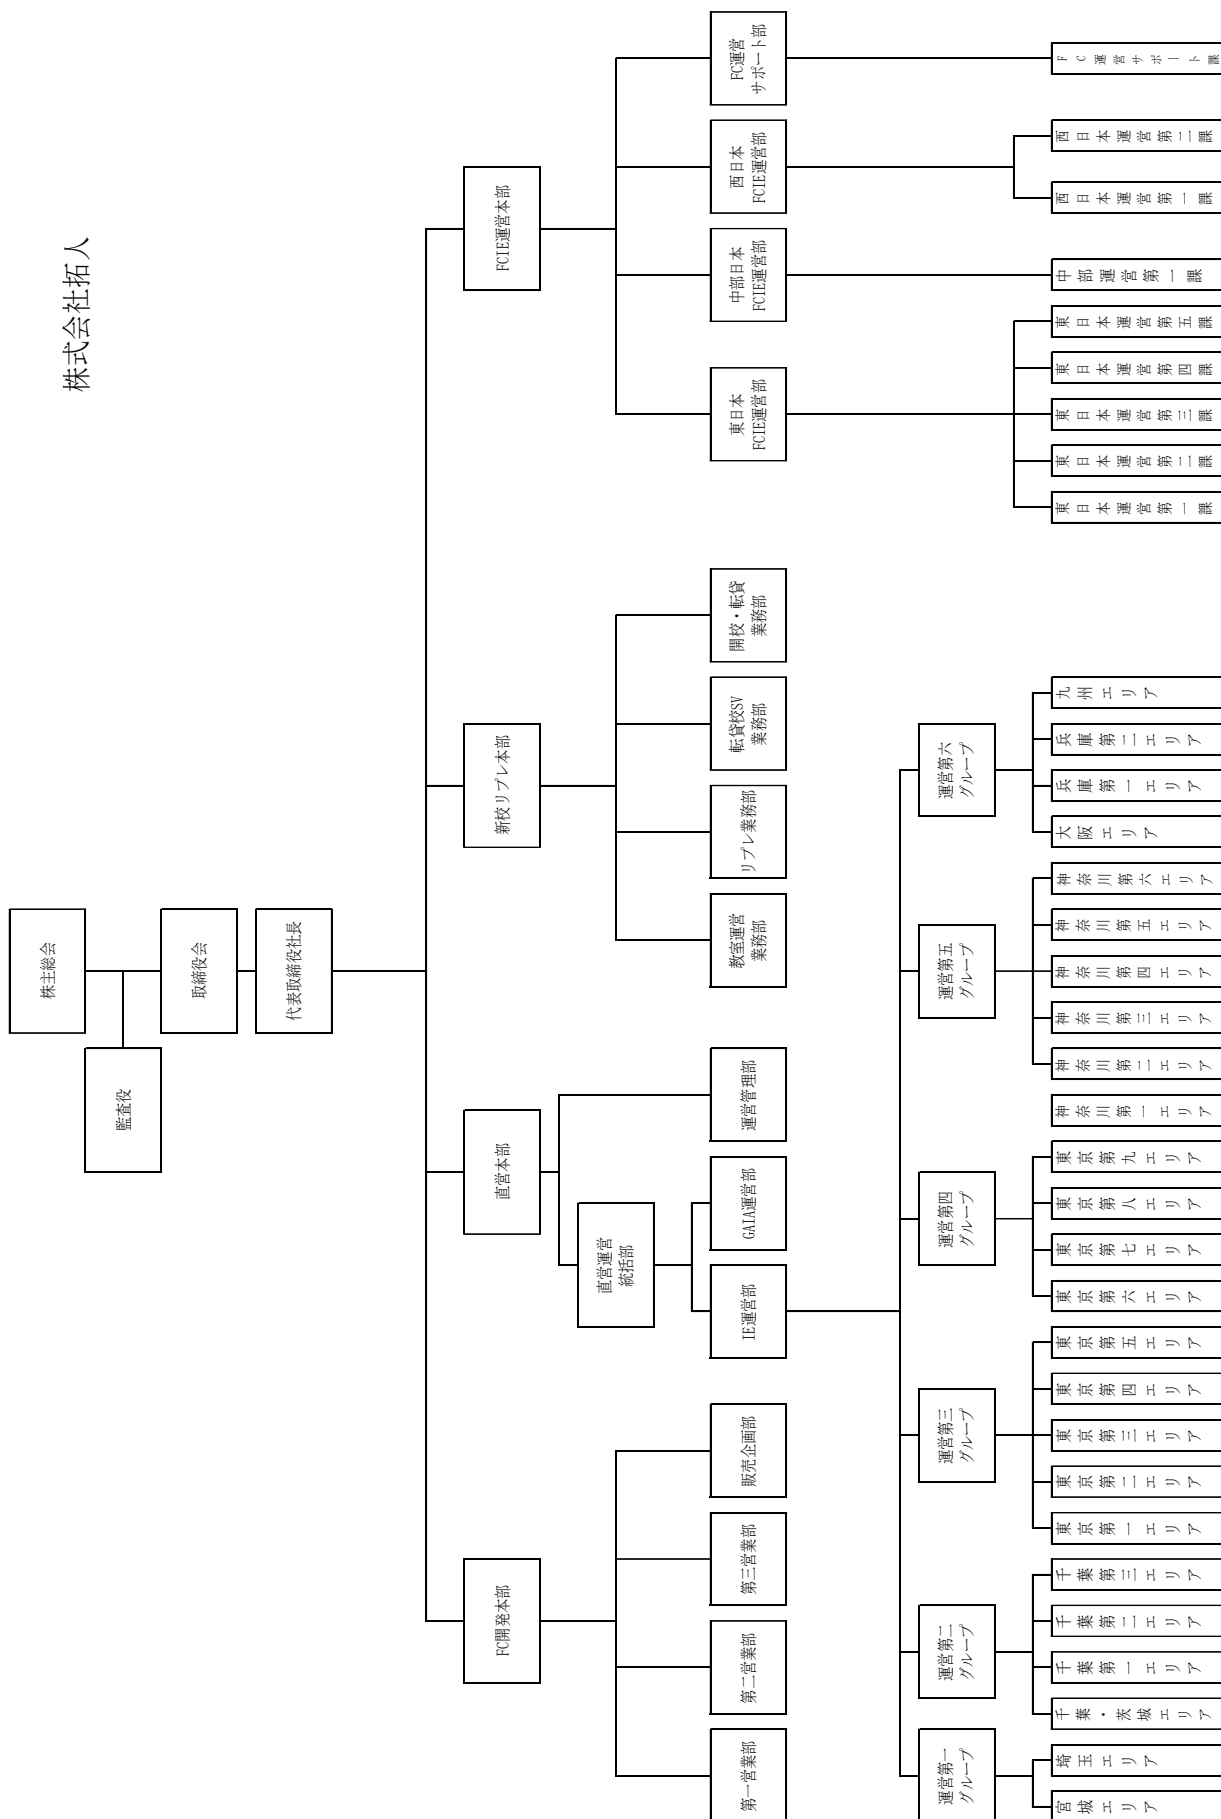 株式会社拓人
株主総会
監査役
取締役会
代表取締役社長
FC開発本部
直営本部
新校リプレ本部
FCIE運営本部
直営運営
統括部
第一営業部
第二営業部
第三営業部
販売企画部
IE運営部
GAIA運営部
運営管理部
教室運営
業務部
リプレ業務部
転貸校SV
業務部
開校・転貸
業務部
東日本
FCIE運営部
中部日本
FCIE運営部
西日本
FCIE運営部
FC運営
サポート部
運営第一
グループ
運営第二
グループ
運営第三
グループ
運営第四
グループ
運営第五
グループ
運営第六
グループ
宮城エリア
埼玉エリア
千葉・茨城エリア
千葉第一エリア
千葉第二エリア
千葉第三エリア
東京第一エリア
東京第二エリア
東京第三エリア
東京第四エリア
東京第五エリア
東京第六エリア
東京第七エリア
東京第八エリア
東京第九エリア
神奈川第一エリア
神奈川第二エリア
神奈川第三エリア
神奈川第四エリア
神奈川第五エリア
神奈川第六エリア
大阪エリア
兵庫第一エリア
兵庫第二エリア
九州エリア
東日本運営第一課
東日本運営第二課
東日本運営第三課
東日本運営第四課
東日本運営第五課
中部運営第一課
西日本運営第一課
西日本運営第二課
FC運営サポート課